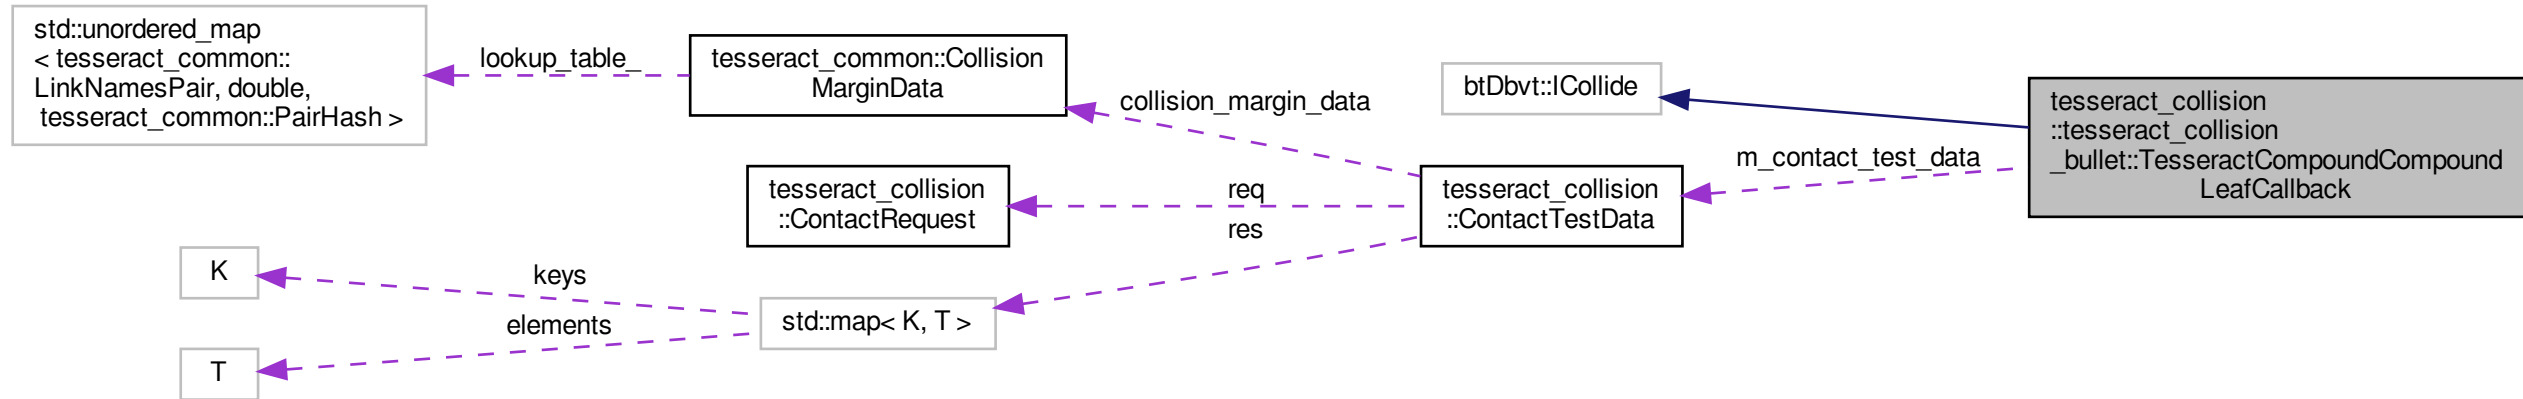 std::unordered_map
< tesseract_common::
LinkNamesPair, double,
tesseract_common::PairHash >
lookup_table_
tesseract_common::Collision
MarginData
collision_margin_data
btDbvt::ICollide
tesseract_collision
::tesseract_collision
_bullet::TesseractCompoundCompound
LeafCallback
m_contact_test_data
tesseract_collision
::ContactRequest
req
res
tesseract_collision
::ContactTestData
K
keys
elements
std::map< K, T >
T